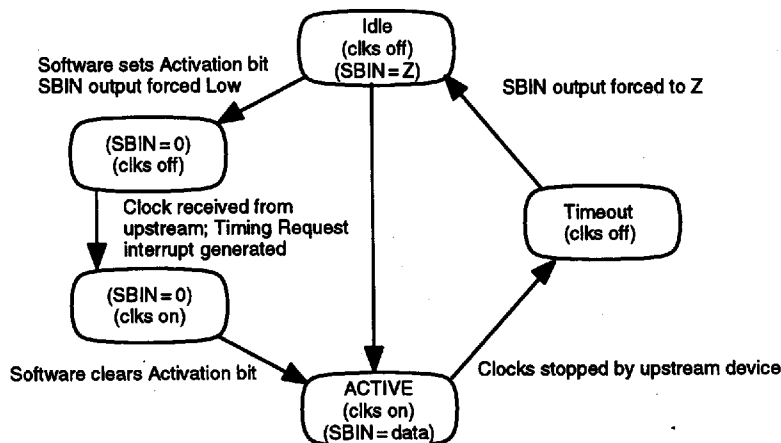 Idle
(clks off)
(SBIN = Z)
Software sets Activation bit
SBIN output forced Low
SBIN output forced to Z
(SBIN = 0)
(clks off)
Clock received from
upstream; Timing Request
interrupt generated
Timeout
(clks off)
(SBIN = 0)
(clks on)
Software clears Activation bit
Clocks stopped by upstream device
ACTIVE
(clks on)
(SBIN = data)